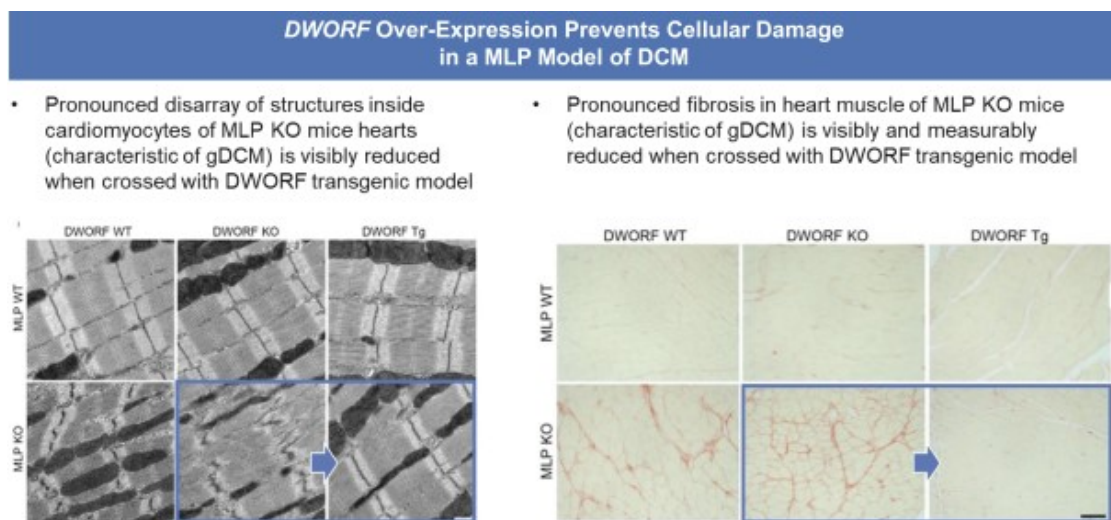 DWORF Over-Expression Prevents Cellular Damage
in a MLP Model of DCM
• Pronounced disarray of structures inside
cardiomyocytes of MLP KO mice hearts
(characteristic of gDCM) is visibly reduced
when crossed with DWORF transgenic model
DWORF WT DWORF KO DWORF Tg
MLP WT
MLP KO
• Pronounced fibrosis in heart muscle of MLP KO mice
(characteristic of gDCM) is visibly and measurably
reduced when crossed with DWORF transgenic model
DWORF WT DWORF KO DWORF Tg
MLP WT
MLP KO